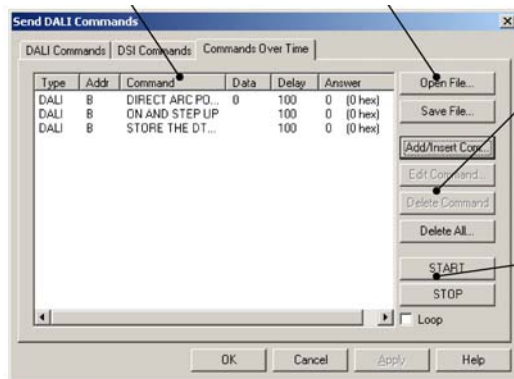 Send DALI Commands
DALI Commands DSI Commands Commands Over Time
Type Addr Command Data Delay Answer
DALI B DIRECT ARC PO... 0 100 0 (0 hex)
DALI B ON AND STEP UP 100 0 (0 hex)
DALI B STORE THE DT... 100 0 (0 hex)
Open File...
Save File...
Add/Insert Com...
Edit Command...
Delete Command
Delete All...
START
STOP
Loop
OK Cancel Apply Help